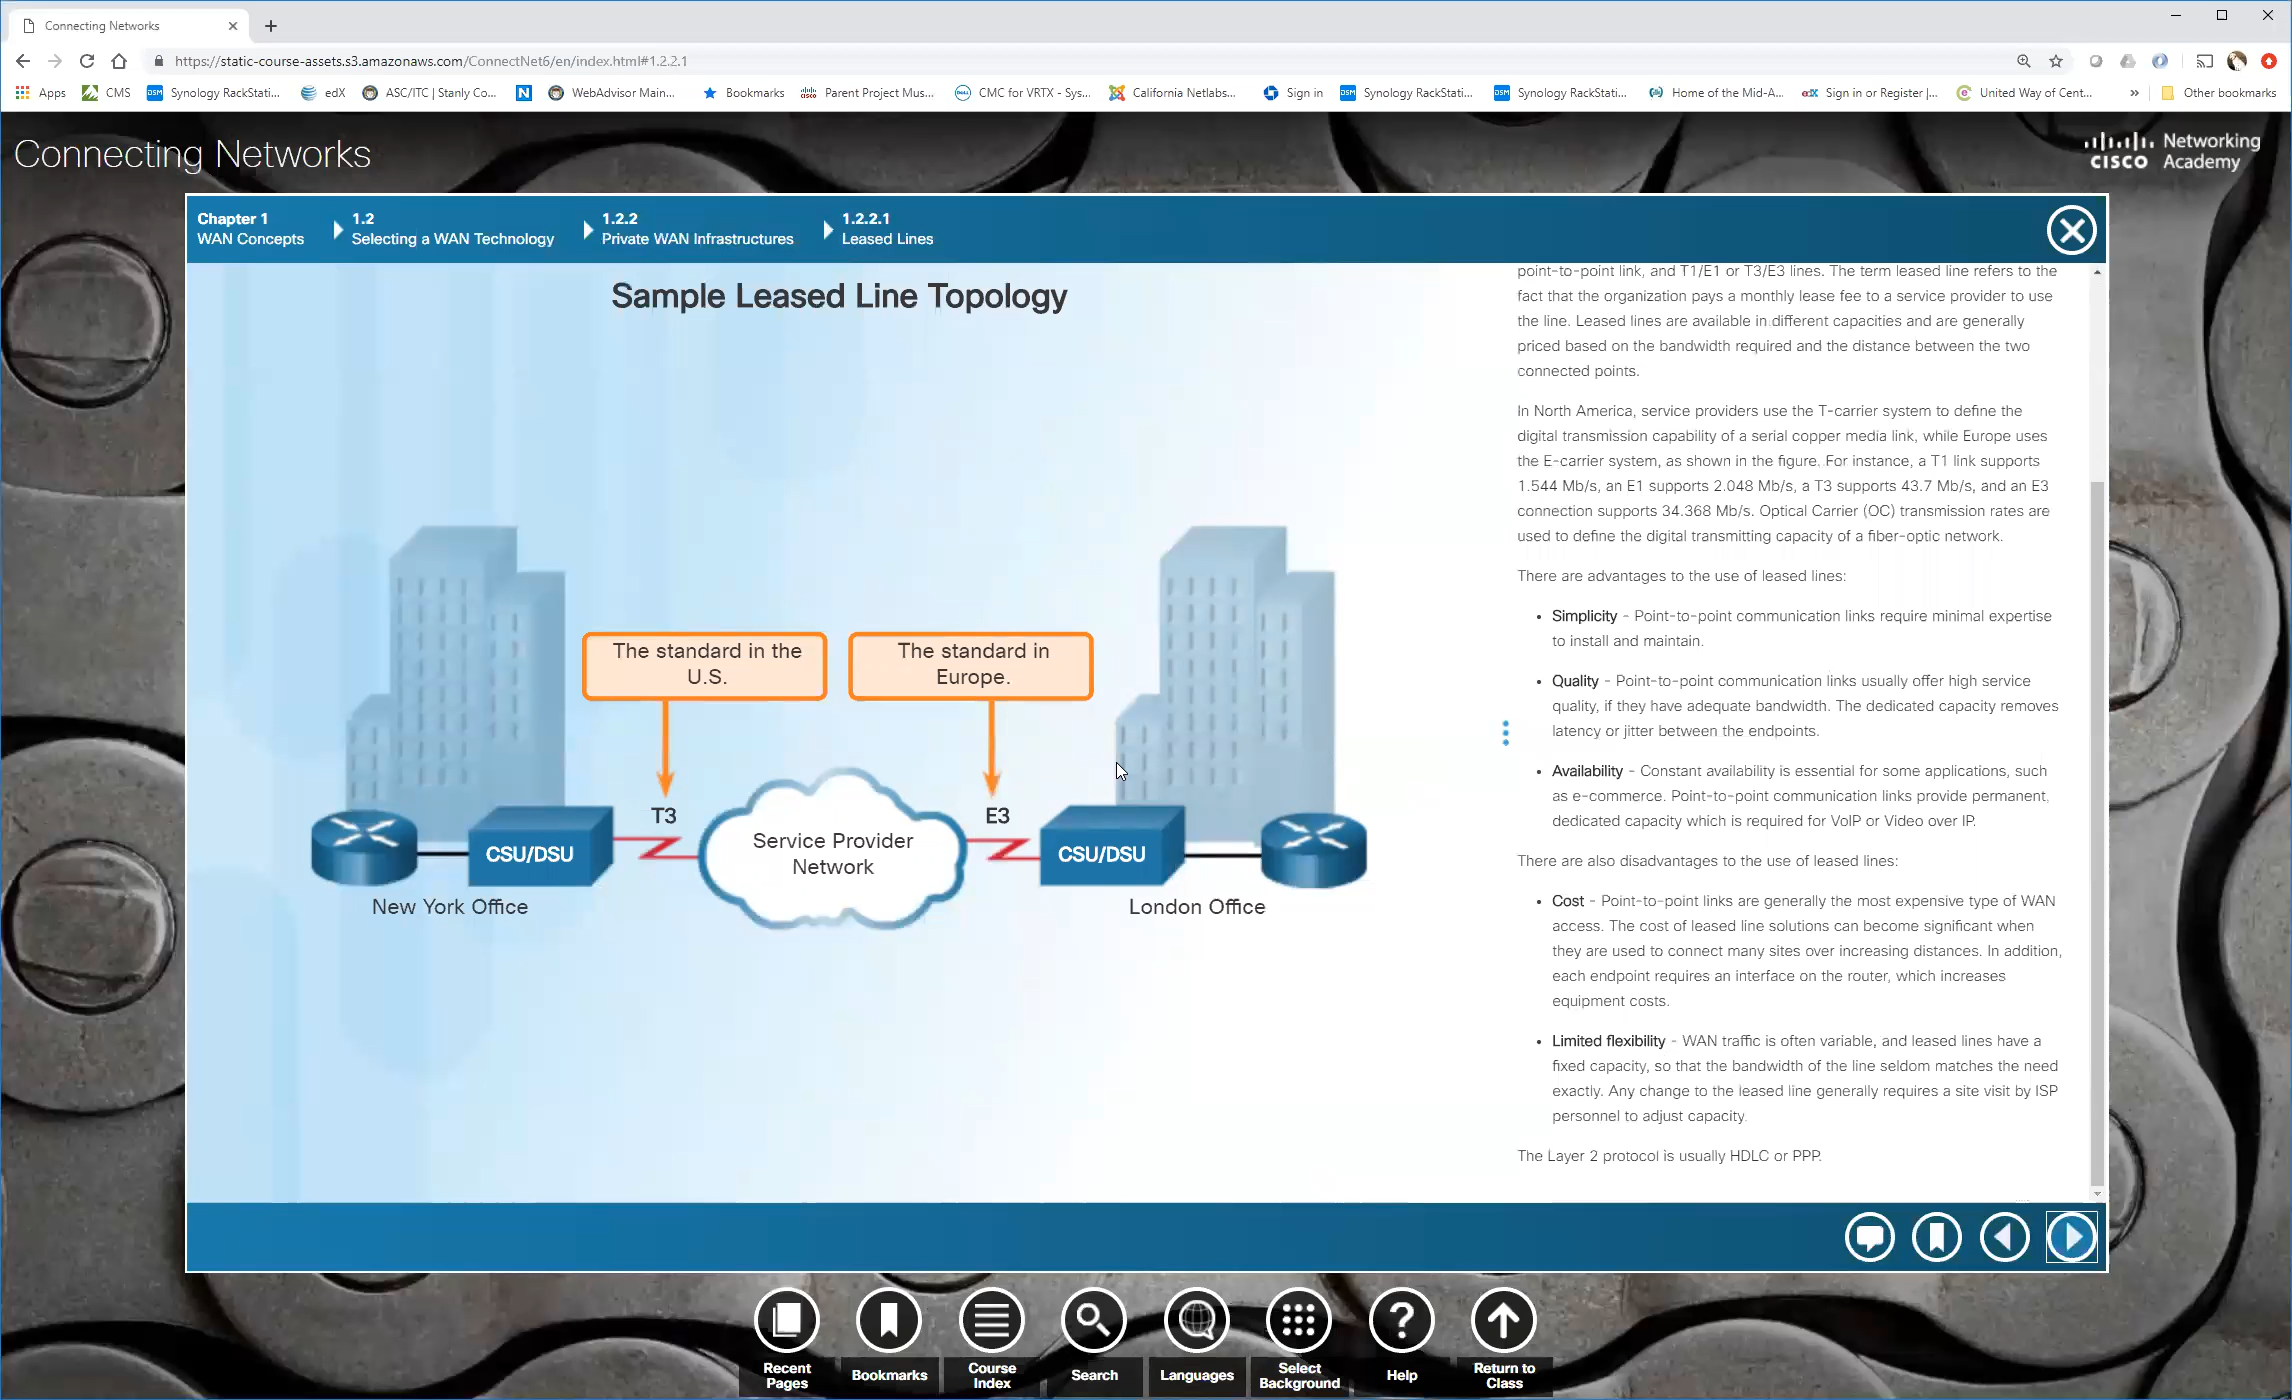 Connecting Networks
https://static-course-assets.s3.amazonaws.com/ConnectNet6/en/index.html#1.2.2.1
Apps
CMS
Synology RackStati...
edX
ASC/ITC | Stanly Co...
WebAdvisor Main...
Bookmarks
Parent Project Mus...
CMC for VRTX - Sys...
California Netlabs...
Sign in
Synology RackStati...
Synology RackStati...
Home of the Mid-A...
Sign in or Register |...
United Way of Cent...
»
Other bookmarks
Connecting Networks
CISCO
Networking
Academy
Chapter 1
WAN Concepts
1.2
Selecting a WAN Technology
1.2.2
Private WAN Infrastructures
1.2.2.1
Leased Lines
Sample Leased Line Topology
The standard in the
U.S.
The standard in
Europe.
T3
E3
CSU/DSU
Service Provider
Network
CSU/DSU
New York Office
London Office
point-to-point link, and T1/E1 or T3/E3 lines. The term leased line refers to the
fact that the organization pays a monthly lease fee to a service provider to use
the line. Leased lines are available in different capacities and are generally
priced based on the bandwidth required and the distance between the two
connected points.
In North America, service providers use the T-carrier system to define the
digital transmission capability of a serial copper media link, while Europe uses
the E-carrier system, as shown in the figure. For instance, a T1 link supports
1.544 Mb/s, an E1 supports 2.048 Mb/s, a T3 supports 43.7 Mb/s, and an E3
connection supports 34.368 Mb/s. Optical Carrier (OC) transmission rates are
used to define the digital transmitting capacity of a fiber-optic network.
There are advantages to the use of leased lines:
• Simplicity - Point-to-point communication links require minimal expertise
to install and maintain.
• Quality - Point-to-point communication links usually offer high service
quality, if they have adequate bandwidth. The dedicated capacity removes
latency or jitter between the endpoints.
• Availability - Constant availability is essential for some applications, such
as e-commerce. Point-to-point communication links provide permanent,
dedicated capacity which is required for VoIP or Video over IP.
There are also disadvantages to the use of leased lines:
• Cost - Point-to-point links are generally the most expensive type of WAN
access. The cost of leased line solutions can become significant when
they are used to connect many sites over increasing distances. In addition,
each endpoint requires an interface on the router, which increases
equipment costs.
• Limited flexibility - WAN traffic is often variable, and leased lines have a
fixed capacity, so that the bandwidth of the line seldom matches the need
exactly. Any change to the leased line generally requires a site visit by ISP
personnel to adjust capacity.
The Layer 2 protocol is usually HDLC or PPP.
Recent
Pages
Bookmarks
Course
Index
Search
Languages
Select
Background
Help
Return to
Class